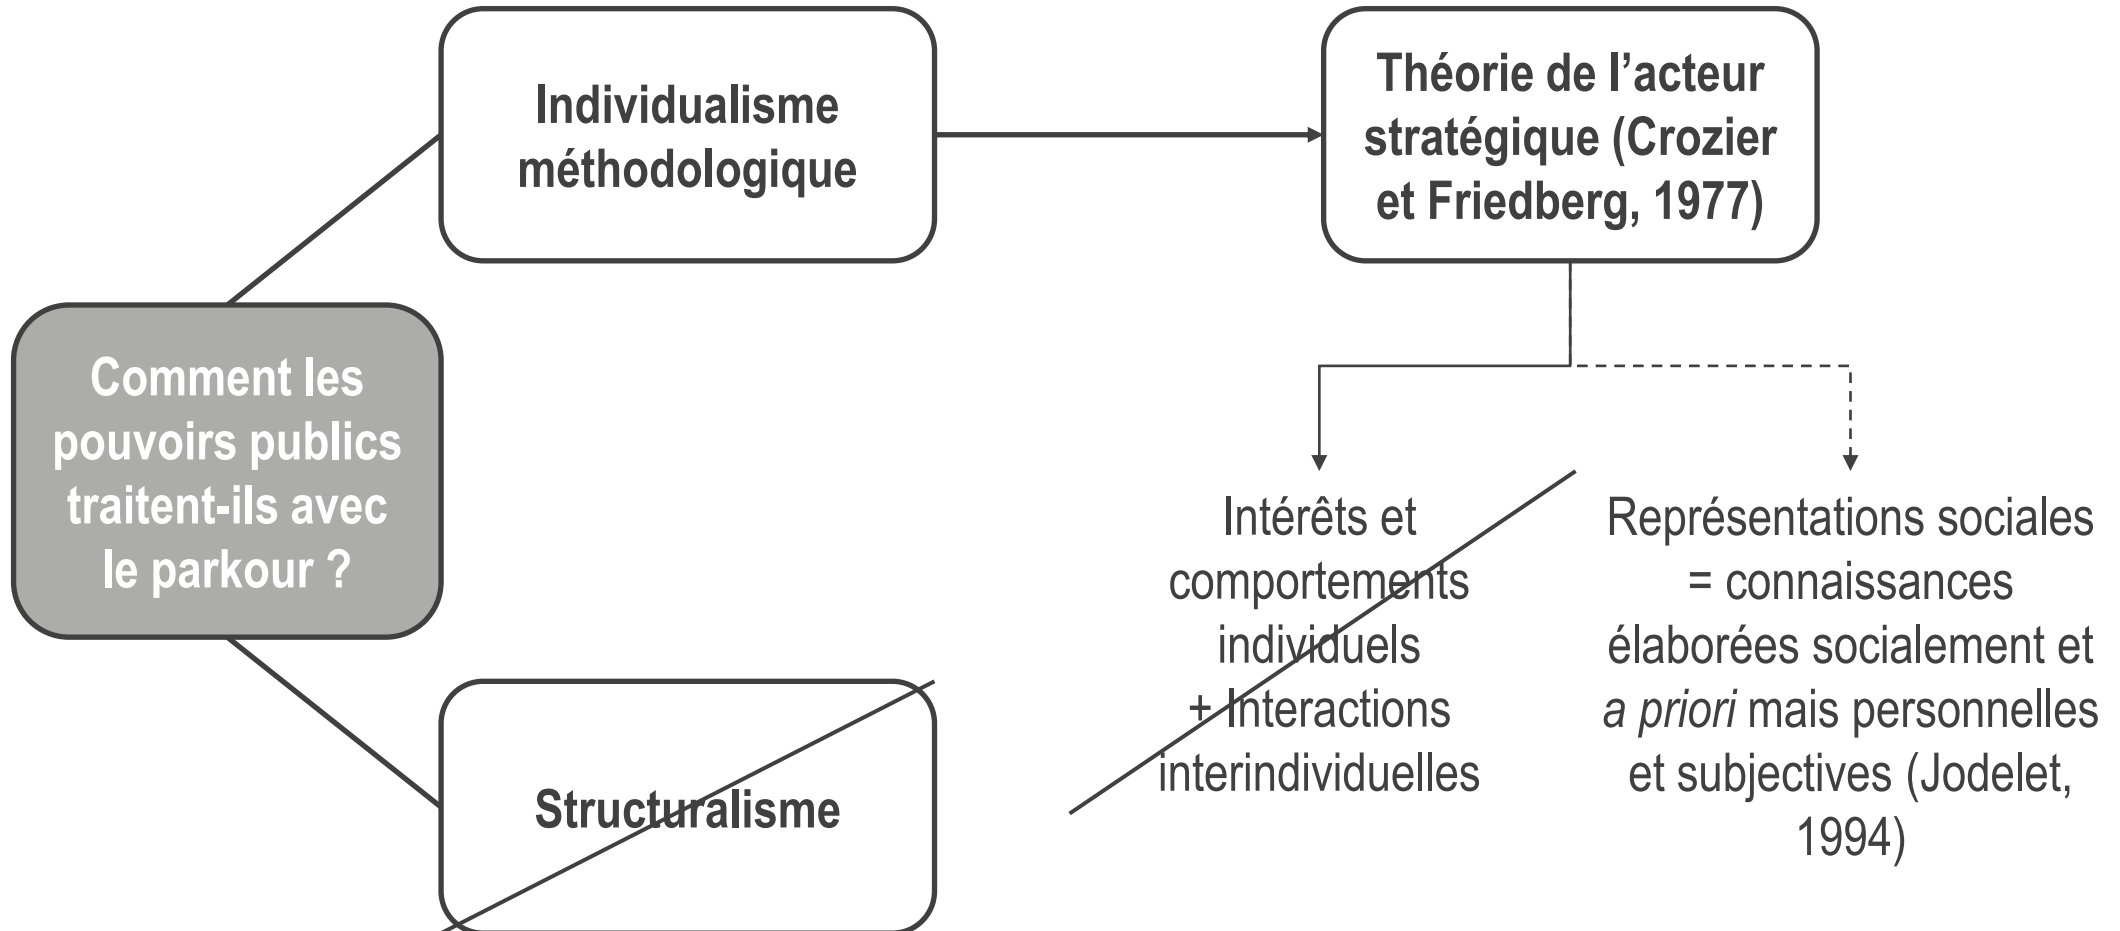 Individualisme
méthodologique
Théorie de l’acteur
stratégique (Crozier
et Friedberg, 1977)
Comment les
pouvoirs publics
traitent-ils avec
le parkour ?
Structuralisme
Intérêts et
comportements
individuels
+ Interactions
interindividuelles
Représentations sociales
= connaissances
élaborées socialement et
a priori mais personnelles
et subjectives (Jodelet,
1994)